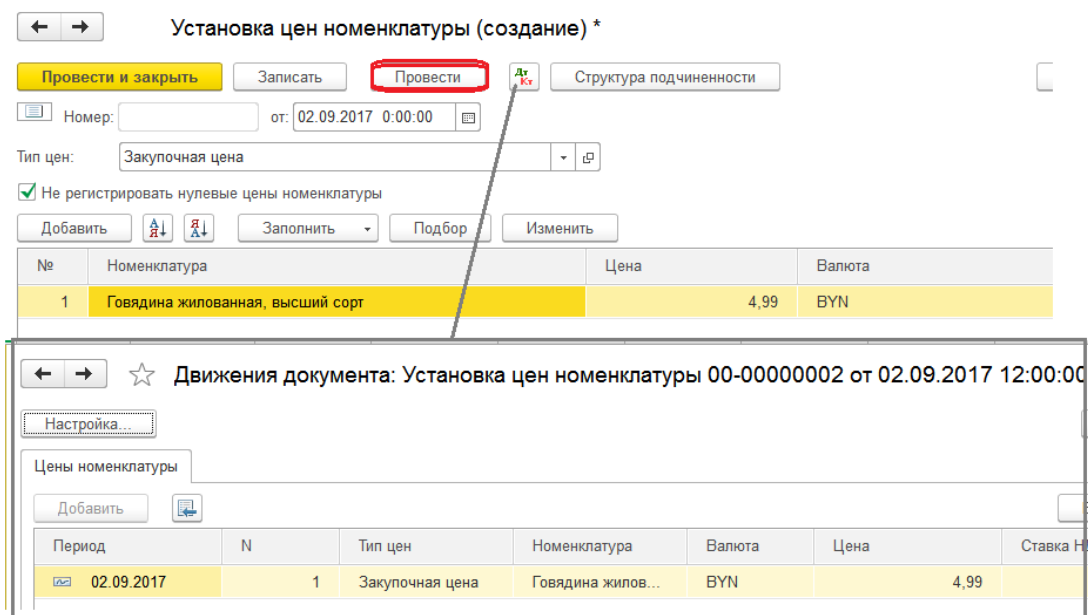 Установка цен номенклатуры (создание) *
Провести и закрыть Записать Провести Дт Кт Структура подчиненности
Номер: от: 02.09.2017 0:00:00
Тип цен: Закупочная цена
Не регистрировать нулевые цены номенклатуры
Добавить А Я Я А Заполнить Подбор Изменить
№ Номенклатура Цена Валюта
1 Говядина жилованная, высший сорт 4,99 BYN
Движения документа: Установка цен номенклатуры 00-00000002 от 02.09.2017 12:00:00
Настройка...
Цены номенклатуры
Добавить
Период N Тип цен Номенклатура Валюта Цена Ставка
02.09.2017 1 Закупочная цена Говядина жилов... BYN 4,99